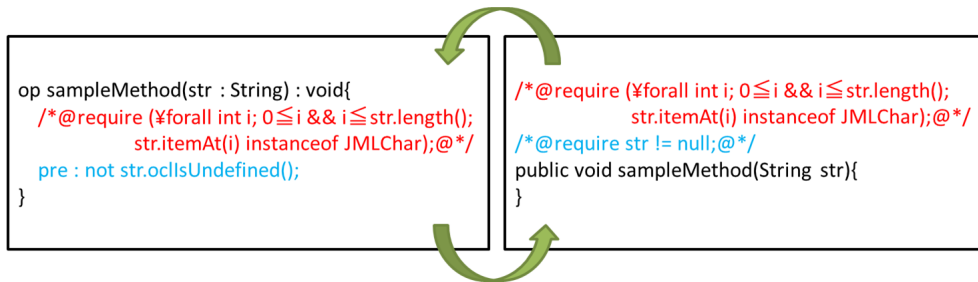 op sampleMethod(str : String) : void{
/*@require (¥forall int i; 0≦i && i≦str.length();
str.itemAt(i) instanceof JMLChar);@*/
pre : not str.oclIsUndefined();
}
/*@require (¥forall int i; 0≦i && i≦str.length();
str.itemAt(i) instanceof JMLChar);@*/
/*@require str != null;@*/
public void sampleMethod(String str){
}